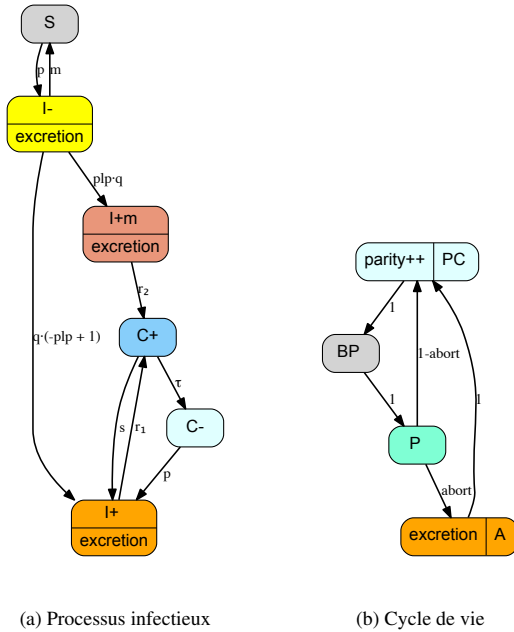 S
p
m
I-
excretion
plp·q
I+m
excretion
r₂
q·(-plp + 1)
C+
τ
s
r₁
C-
p
I+
excretion
(a) Processus infectieux
parity++
PC
1
BP
1-abort
1
1
P
abort
excretion
A
(b) Cycle de vie